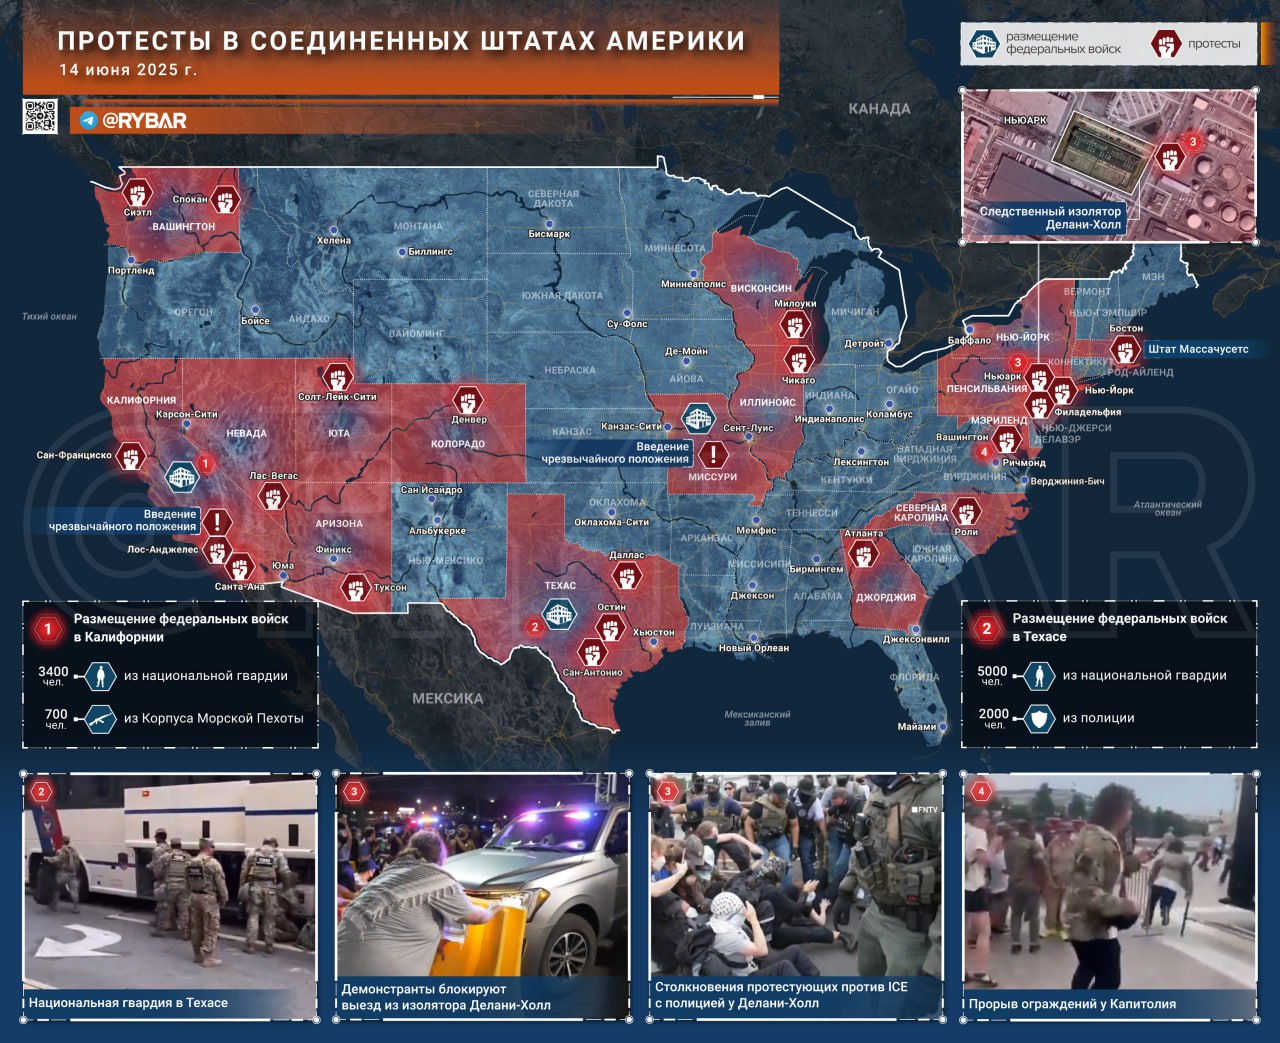 ПРОТЕСТЫ В СОЕДИНЕННЫХ ШТАТАХ АМЕРИКИ
14 июня 2025 г.
@RYBAR
размещение
федеральных войск
протесты
КАНАДА
НЬЮАРК
3
Следственный изолятор
Делани-Холл
Тихий океан
Сиэтл
Спокан
ВАШИНГТОН
Портленд
ОРЕГОН
Бойсе
АЙДАХО
Хелена
МОНТАНА
Биллингс
СЕВЕРНАЯ
ДАКОТА
Бисмарк
ЮЖНАЯ ДАКОТА
Су-Фолс
МИННЕСОТА
Миннеаполис
ВАЙОМИНГ
НЕБРАСКА
ВИСКОНСИН
Милуоки
Чикаго
МИЧИГАН
Детройт
Де-Мойн
АЙОВА
ИЛЛИНОЙС
ИНДИАНА
Индианаполис
ОГАЙО
Коламбус
МЭН
ВЕРМОНТ
НЬЮ-ГЭМПШИР
Бостон
Штат Массачусетс
Баффало
НЬЮ-ЙОРК
КОННЕКТИКУТ
РОД-АЙЛЕНД
3
Ньюарк
ПЕНСИЛЬВАНИЯ
Нью-Йорк
Филадельфия
МЭРИЛЕНД
НЬЮ-ДЖЕРСИ
ДЕЛАВЭР
Вашингтон
4
Ричмонд
ЗАПАДНАЯ
ВИРДЖИНИЯ
ВИРДЖИНИЯ
Верджиния-Бич
Атлантический
океан
КАЛИФОРНИЯ
Карсон-Сити
НЕВАДА
Солт-Лейк-Сити
ЮТА
Денвер
КОЛОРАДО
КАНЗАС
Канзас-Сити
Сент-Луис
Введение
чрезвычайного положения
МИССУРИ
Лексингтон
КЕНТУККИ
Сан-Франциско
1
Лас-Вегас
Введение
чрезвычайного положения
Лос-Анджелес
Санта-Ана
Юма
АРИЗОНА
Финикс
Туксон
Сан Исайдро
Альбукерке
НЬЮ-МЕКСИКО
ОКЛАХОМА
Оклахома-Сити
АРКАНЗАС
Мемфис
ТЕННЕССИ
СЕВЕРНАЯ
КАРОЛИНА
Роли
Атланта
ЮЖНАЯ
КАРОЛИНА
ДЖОРДЖИЯ
МИССИСИПИ
Бирмингем
Джексон
АЛАБАМА
Даллас
ТЕХАС
2
Остин
Хьюстон
Сан-Антонио
ЛУИЗИАНА
Новый Орлеан
Джексонвилл
ФЛОРИДА
Майами
МЕКСИКА
Мексиканский
залив
1
Размещение федеральных войск
в Калифорнии
3400
чел.
из национальной гвардии
700
чел.
из Корпуса Морской Пехоты
2
Размещение федеральных войск
в Техасе
5000
чел.
из национальной гвардии
2000
чел.
из полиции
2
Национальная гвардия в Техасе
3
Демонстранты блокируют
выезд из изолятора Делани-Холл
3
FNTV
Столкновения протестующих против ICE
с полицией у Делани-Холл
4
Прорыв ограждений у Капитолия